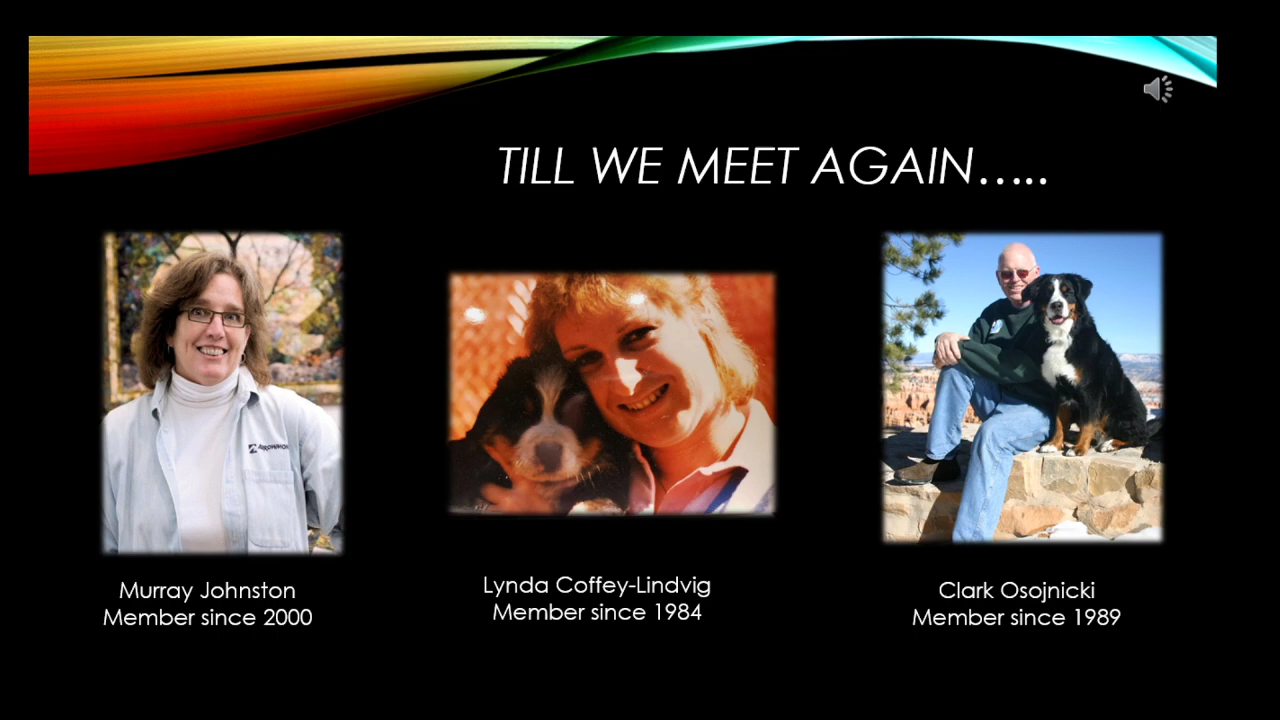 TILL WE MEET AGAIN…..
Murray Johnston
Member since 2000
Lynda Coffey-Lindvig
Member since 1984
Clark Osojnicki
Member since 1989